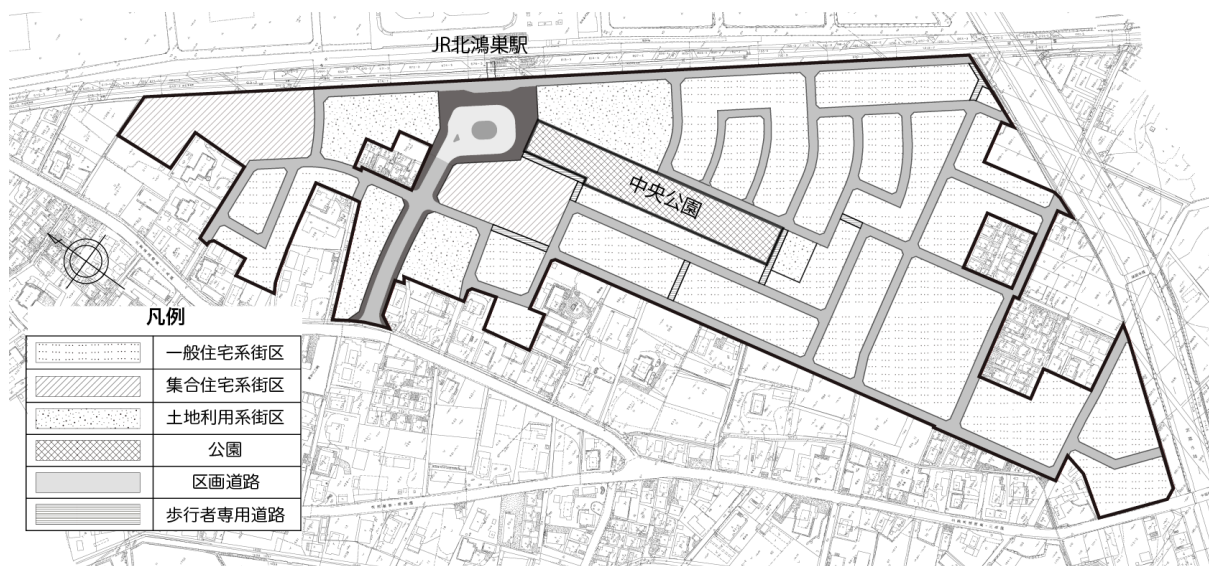 JR北鴻巣駅
中央公園
凡例
一般住宅系街区
集合住宅系街区
土地利用系街区
公園
区画道路
歩行者専用道路